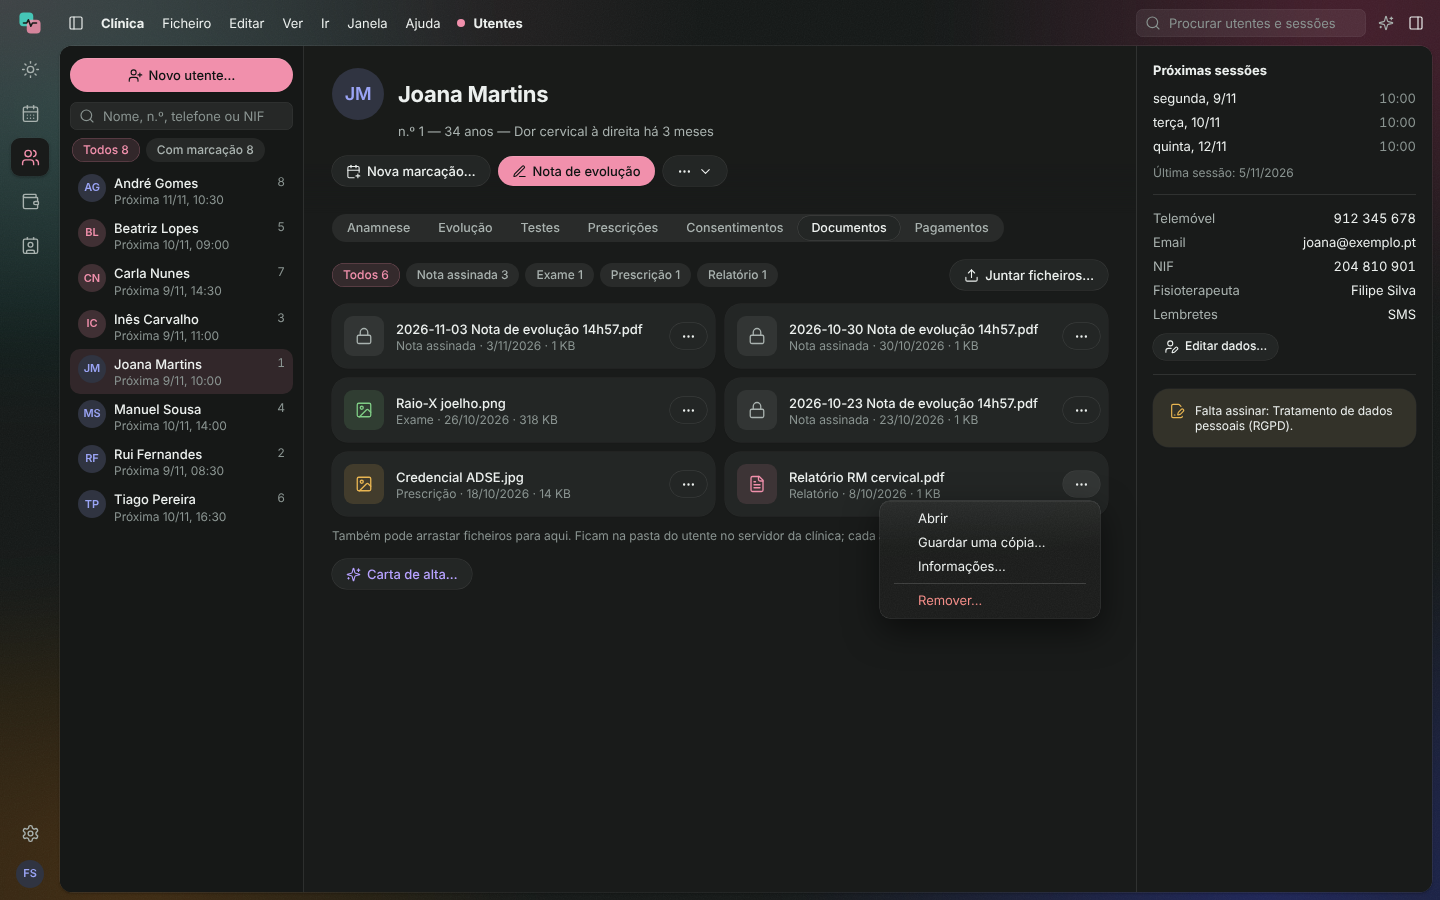 Clínica Ficheiro Editar Ver Ir Janela Ajuda Utentes
Procurar utentes e sessões
Novo utente...
Nome, n.º, telefone ou NIF
Todos 8 Com marcação 8
AG André Gomes 8
Próxima 11/11, 10:30
BL Beatriz Lopes 5
Próxima 10/11, 09:00
CN Carla Nunes 7
Próxima 9/11, 14:30
IC Inês Carvalho 3
Próxima 9/11, 11:00
JM Joana Martins 1
Próxima 9/11, 10:00
MS Manuel Sousa 4
Próxima 10/11, 14:00
RF Rui Fernandes 2
Próxima 9/11, 08:30
TP Tiago Pereira 6
Próxima 10/11, 16:30
FS
JM Joana Martins
n.º 1 — 34 anos — Dor cervical à direita há 3 meses
Nova marcação... Nota de evolução
Anamnese Evolução Testes Prescrições Consentimentos Documentos Pagamentos
Todos 6 Nota assinada 3 Exame 1 Prescrição 1 Relatório 1 Juntar ficheiros...
2026-11-03 Nota de evolução 14h57.pdf
Nota assinada · 3/11/2026 · 1 KB
2026-10-30 Nota de evolução 14h57.pdf
Nota assinada · 30/10/2026 · 1 KB
Raio-X joelho.png
Exame · 26/10/2026 · 318 KB
2026-10-23 Nota de evolução 14h57.pdf
Nota assinada · 23/10/2026 · 1 KB
Credencial ADSE.jpg
Prescrição · 18/10/2026 · 14 KB
Relatório RM cervical.pdf
Relatório · 8/10/2026 · 1 KB
Também pode arrastar ficheiros para aqui. Ficam na pasta do utente no servidor da clínica; cada
Carta de alta...
Abrir
Guardar uma cópia...
Informações...
Remover...
Próximas sessões
segunda, 9/11 10:00
terça, 10/11 10:00
quinta, 12/11 10:00
Última sessão: 5/11/2026
Telemóvel 912 345 678
Email joana@exemplo.pt
NIF 204 810 901
Fisioterapeuta Filipe Silva
Lembretes SMS
Editar dados...
Falta assinar: Tratamento de dados
pessoais (RGPD).